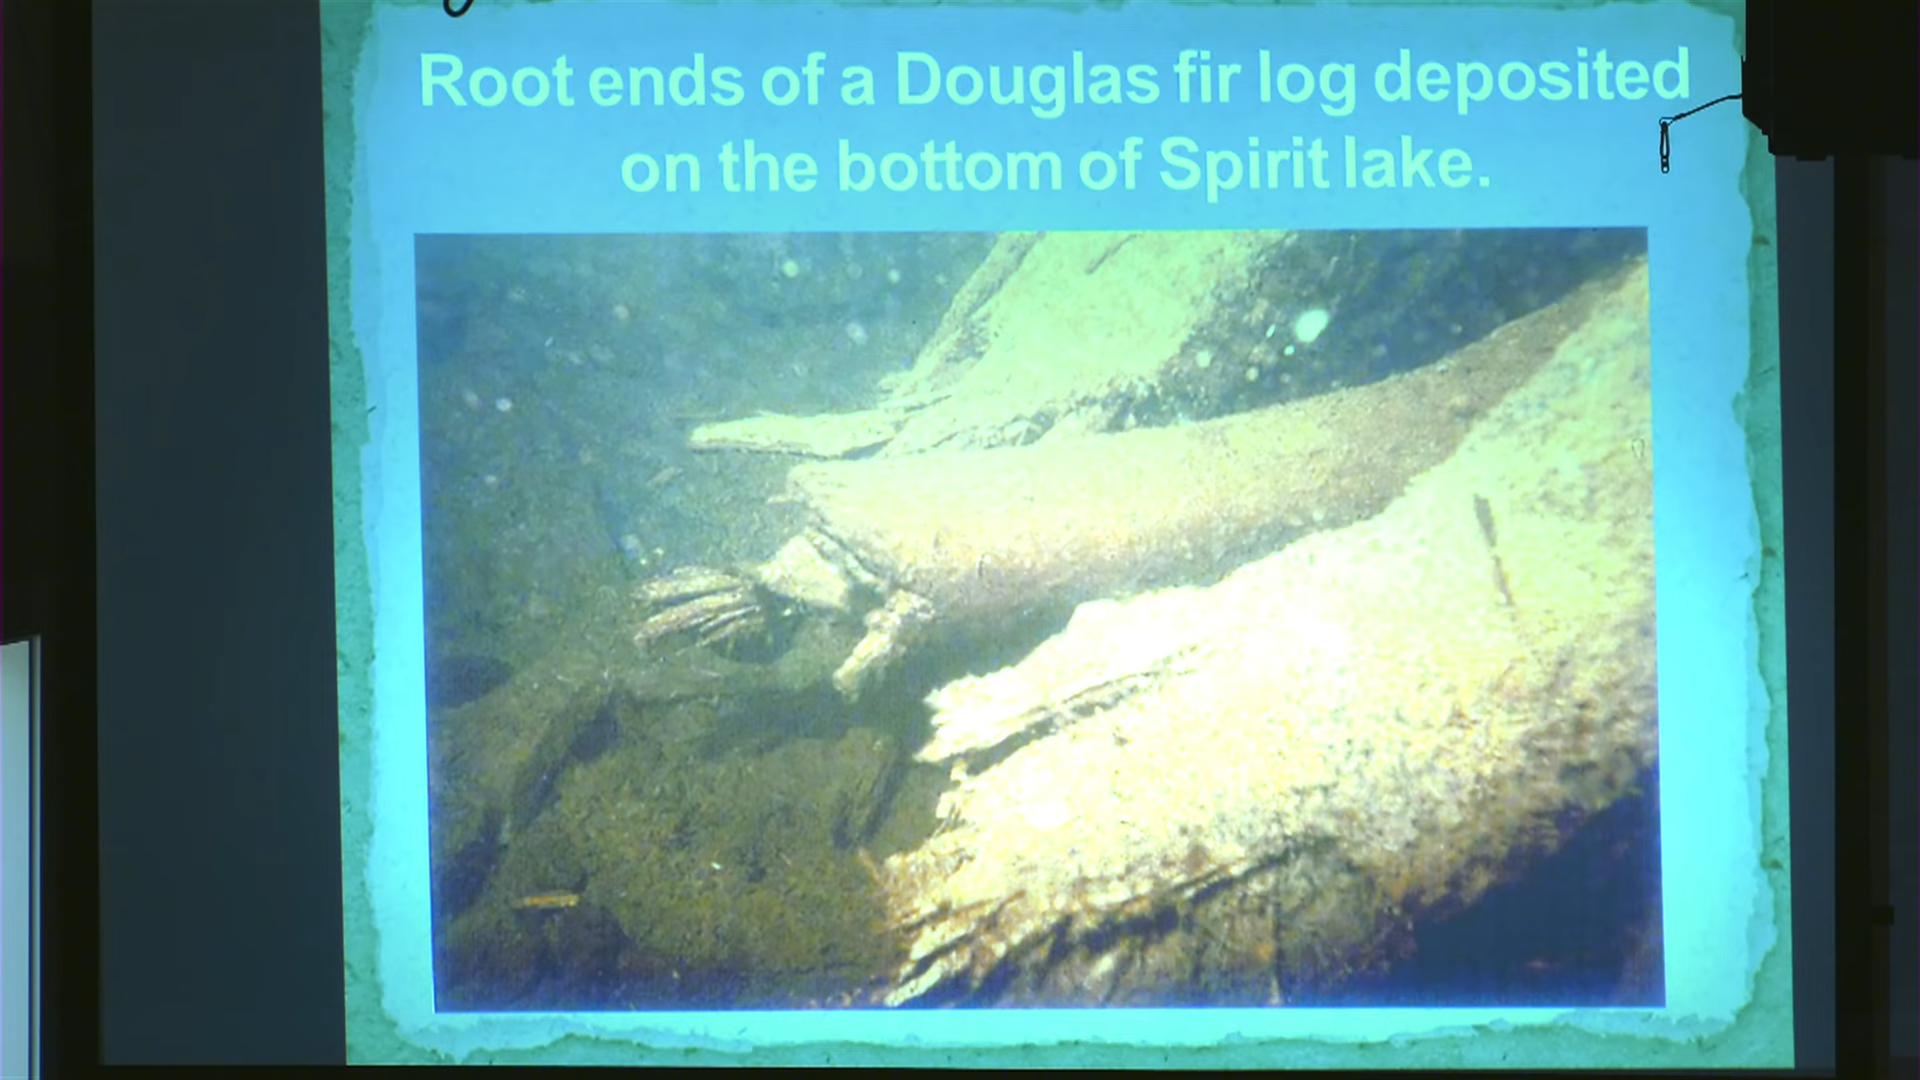 Root ends of a Douglas fir log deposited
on the bottom of Spirit lake.